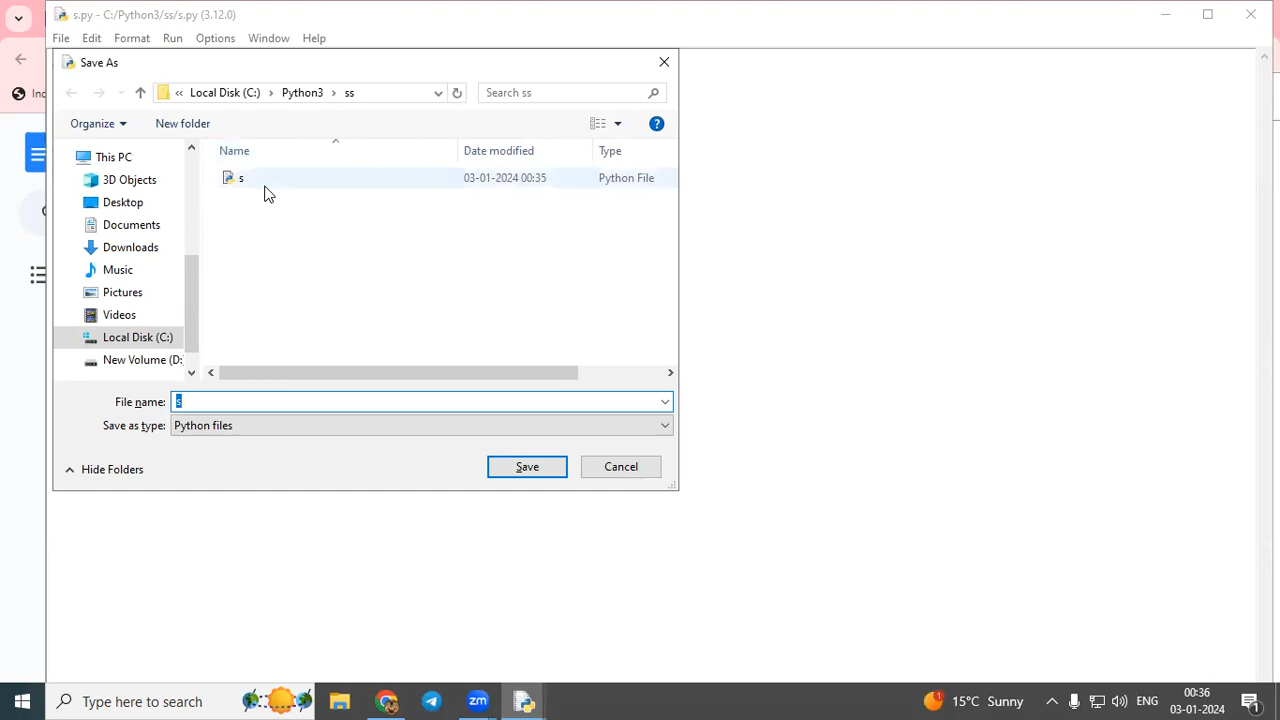 s.py - C:/Python3/ss/s.py (3.12.0)
File Edit Format Run Options Window Help
Save As
« Local Disk (C:) > Python3 > ss
Search ss
Organize
New folder
Name
Date modified
Type
This PC
3D Objects
Desktop
Documents
Downloads
Music
Pictures
Videos
Local Disk (C:)
New Volume (D:
s
03-01-2024 00:35
Python File
File name: s
Save as type: Python files
Hide Folders
Save
Cancel
Type here to search
zm
1
15°C Sunny
ENG
00:36
03-01-2024
1